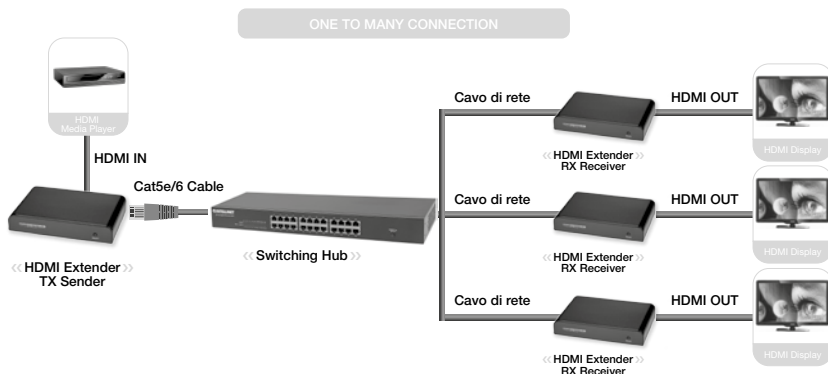 ONE TO MANY CONNECTION
HDMI
Media Player
HDMI IN
Cat5e/6 Cable
«HDMI Extender»
TX Sender
«Switching Hub»
Cavo di rete
HDMI OUT
«HDMI Extender»
RX Receiver
HDMI Display
Cavo di rete
HDMI OUT
«HDMI Extender»
RX Receiver
HDMI Display
Cavo di rete
HDMI OUT
«HDMI Extender»
RX Receiver
HDMI Display